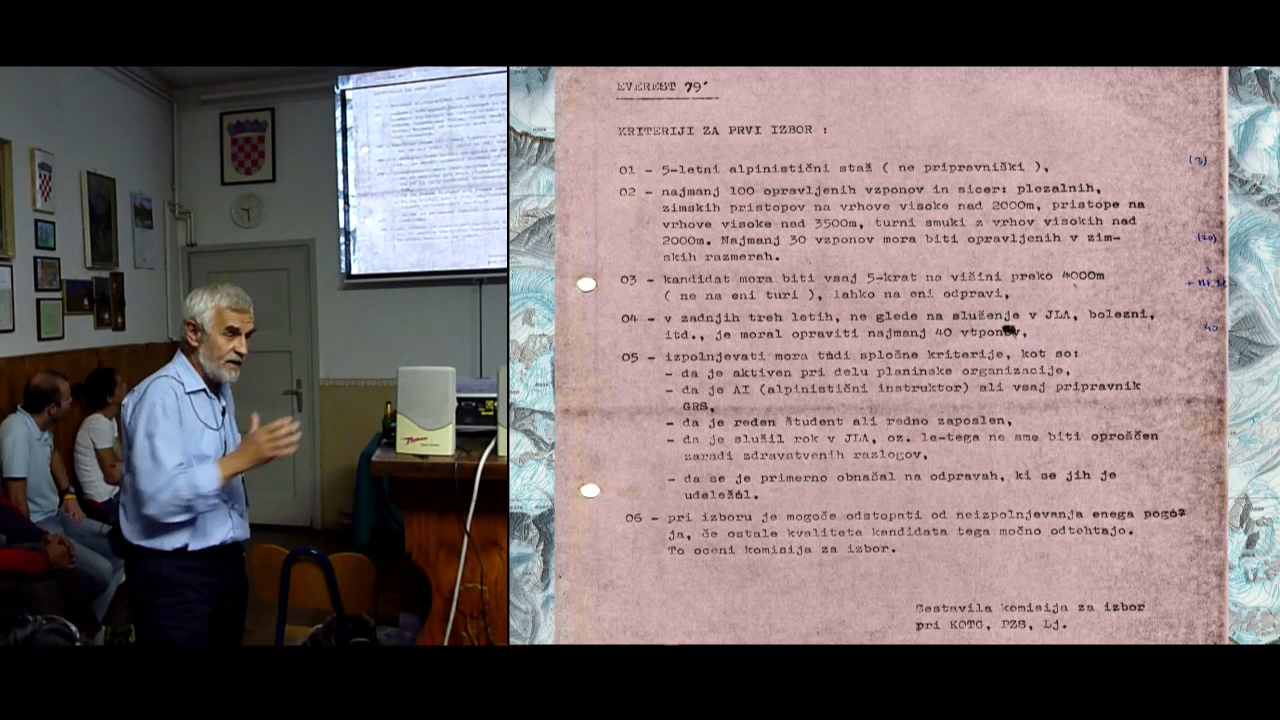 EVEREST 79'
KRITERIJI ZA PRVI IZBOR :
01 - 5-letni alpinistični staž ( ne pripravniški ),
02 - najmanj 100 opravljenih vzponov in sicer: plezalnih,
zimskih pristopov na vrhove visoke nad 2000m, pristope na
vrhove visoke nad 3500m, turni smuki z vrhov visokih nad
2000m. Najmanj 30 vzponov mora biti opravljenih v zim-
skih razmerah.
03 - kandidat mora biti vsaj 5-krat na višini preko 4000m
( ne na eni turi ), lahko na eni odpravi,
04 - v zadnjih treh letih, ne glede na služenje v JLA, bolezni,
itd., je moral opraviti najmanj 40 vtponov,
05 - izpolnjevati mora tudi splošne kriterije, kot so:
- da je aktiven pri delu planinske organizacije,
- da je AI (alpinistični instruktor) ali vsaj pripravnik
GRS,
- da je reden študent ali redno zaposlen,
- da je služil rok v JLA, oz. le-tega ne sme biti oproščen
zaradi zdravstvenih razlogov,
- da se je primerno obnašal na odpravah, ki se jih je
udeležil.
06 - pri izboru je mogoče odstopati od neizpolnjevanja enega pogo-
ja, če ostale kvalitete kandidata tega močno odtehtajo.
To oceni komisija za izbor.
Sestavila komisija za izbor
pri KOTG, PZS, Lj.
(20)
40